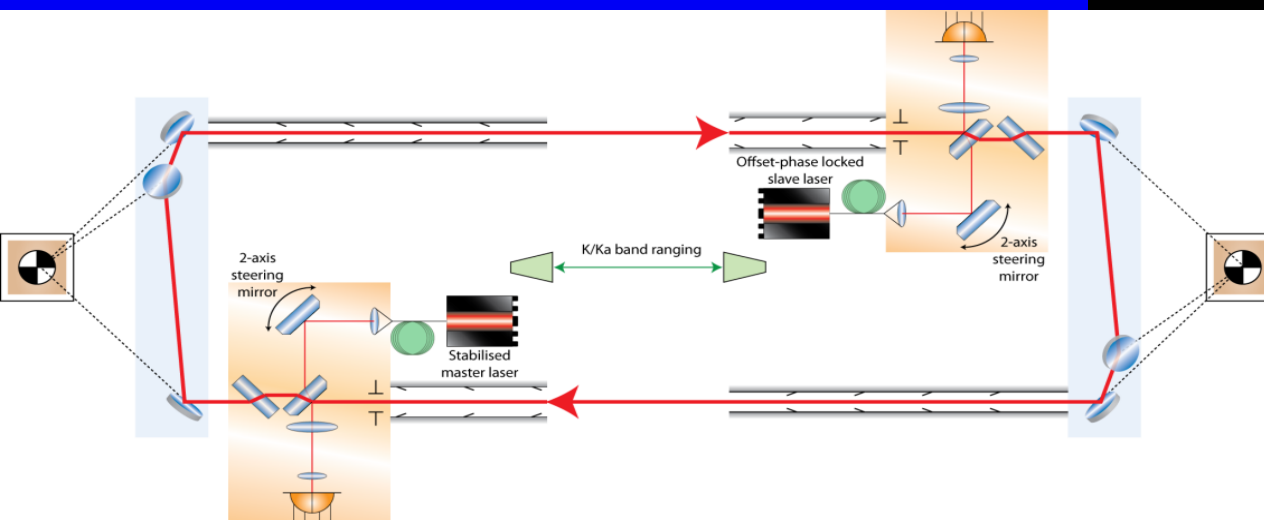 Offset-phase locked
slave laser
K/Ka band ranging
2-axis
steering
mirror
2-axis
steering
mirror
Stabilised
master laser